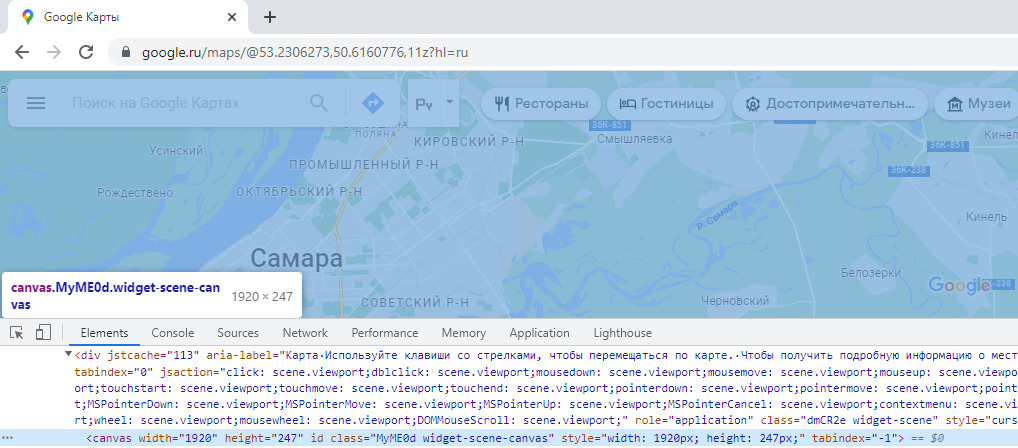 Google Карты
google.ru/maps/@53.2306273,50.6160776,11z?hl=ru
Поиск на Google Картах
Рестораны
Гостиницы
Достопримечательн...
Музеи
ПОЛЯНА
КИРОВСКИЙ Р-Н
36К-851
Смышляевка
Кинел
36К-851
Усинский
ПРОМЫШЛЕННЫЙ Р-Н
36К-238
Рождествено
ОКТЯБРЬСКИЙ Р-Н
р. Самара
Кинель
Самара
Белозерки
canvas.MyME0d.widget-scene-can
vas
1920 × 247
Google
-238
СОВЕТСКИЙ Р-Н
Черновский
Elements
Console
Sources
Network
Performance
Memory
Application
Lighthouse
<div jstcache="113" aria-label="Карта·Используйте клавиши со стрелками, чтобы перемещаться по карте.·Чтобы получить подробную информацию о мест
tabindex="0" jsaction="click: scene.viewport;dblclick: scene.viewport;mousedown: scene.viewport;mousemove: scene.viewport;mouseup: scene.viewpo
ort;touchstart: scene.viewport;touchmove: scene.viewport;touchend: scene.viewport;pointerdown: scene.viewport;pointermove: scene.viewport;point
t;MSPointerDown: scene.viewport;MSPointerMove: scene.viewport;MSPointerUp: scene.viewport;MSPointerCancel: scene.viewport;contextmenu: scene.vi
rt;wheel: scene.viewport;mousewheel: scene.viewport;DOMMouseScroll: scene.viewport;" role="application" class="dmCR2e widget-scene" style="curs
<canvas width="1920" height="247" id class="MyME0d widget-scene-canvas" style="width: 1920px; height: 247px;" tabindex="-1"> == $0